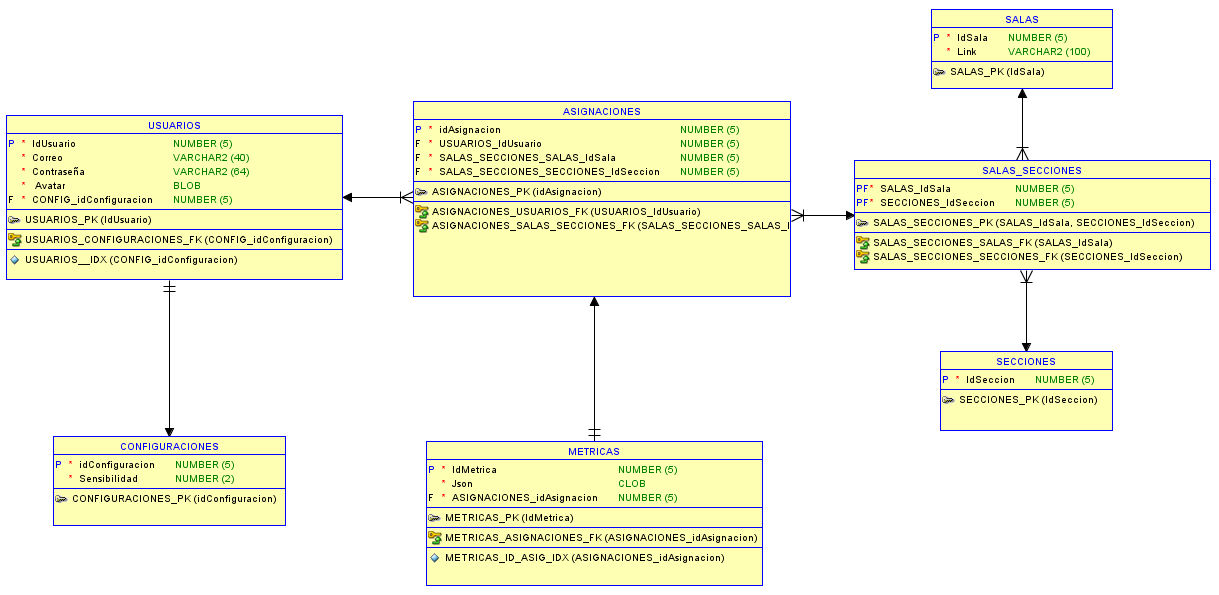 SALAS
P * IdSala NUMBER (5)
* Link VARCHAR2 (100)
SALAS_PK (IdSala)
USUARIOS
P * IdUsuario NUMBER (5)
* Correo VARCHAR2 (40)
* Contraseña VARCHAR2 (64)
* Avatar BLOB
F * CONFIG_idConfiguracion NUMBER (5)
USUARIOS_PK (IdUsuario)
USUARIOS_CONFIGURACIONES_FK (CONFIG_idConfiguracion)
USUARIOS__IDX (CONFIG_idConfiguracion)
ASIGNACIONES
P * idAsignacion NUMBER (5)
F * USUARIOS_IdUsuario NUMBER (5)
F * SALAS_SECCIONES_SALAS_IdSala NUMBER (5)
F * SALAS_SECCIONES_SECCIONES_IdSeccion NUMBER (5)
ASIGNACIONES_PK (idAsignacion)
ASIGNACIONES_USUARIOS_FK (USUARIOS_IdUsuario)
ASIGNACIONES_SALAS_SECCIONES_FK (SALAS_SECCIONES_SALAS_I
SALAS_SECCIONES
PF* SALAS_IdSala NUMBER (5)
PF* SECCIONES_IdSeccion NUMBER (5)
SALAS_SECCIONES_PK (SALAS_IdSala, SECCIONES_IdSeccion)
SALAS_SECCIONES_SALAS_FK (SALAS_IdSala)
SALAS_SECCIONES_SECCIONES_FK (SECCIONES_IdSeccion)
SECCIONES
P * IdSeccion NUMBER (5)
SECCIONES_PK (IdSeccion)
CONFIGURACIONES
P * idConfiguracion NUMBER (5)
* Sensibilidad NUMBER (2)
CONFIGURACIONES_PK (idConfiguracion)
METRICAS
P * IdMetrica NUMBER (5)
* Json CLOB
F * ASIGNACIONES_idAsignacion NUMBER (5)
METRICAS_PK (IdMetrica)
METRICAS_ASIGNACIONES_FK (ASIGNACIONES_idAsignacion)
METRICAS_ID_ASIG_IDX (ASIGNACIONES_idAsignacion)